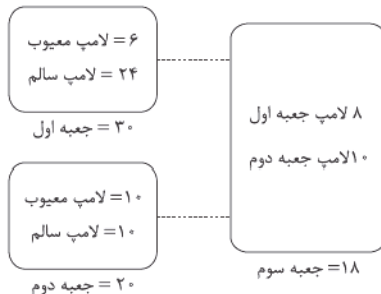 ۶ = لامپ معیوب
۲۴ = لامپ سالم
۳۰ = جعبه اول
۸ لامپ جعبه اول
۱۰لامپ جعبه دوم
۱۸= جعبه سوم
۱۰= لامپ معیوب
۱۰= لامپ سالم
۲۰ = جعبه دوم